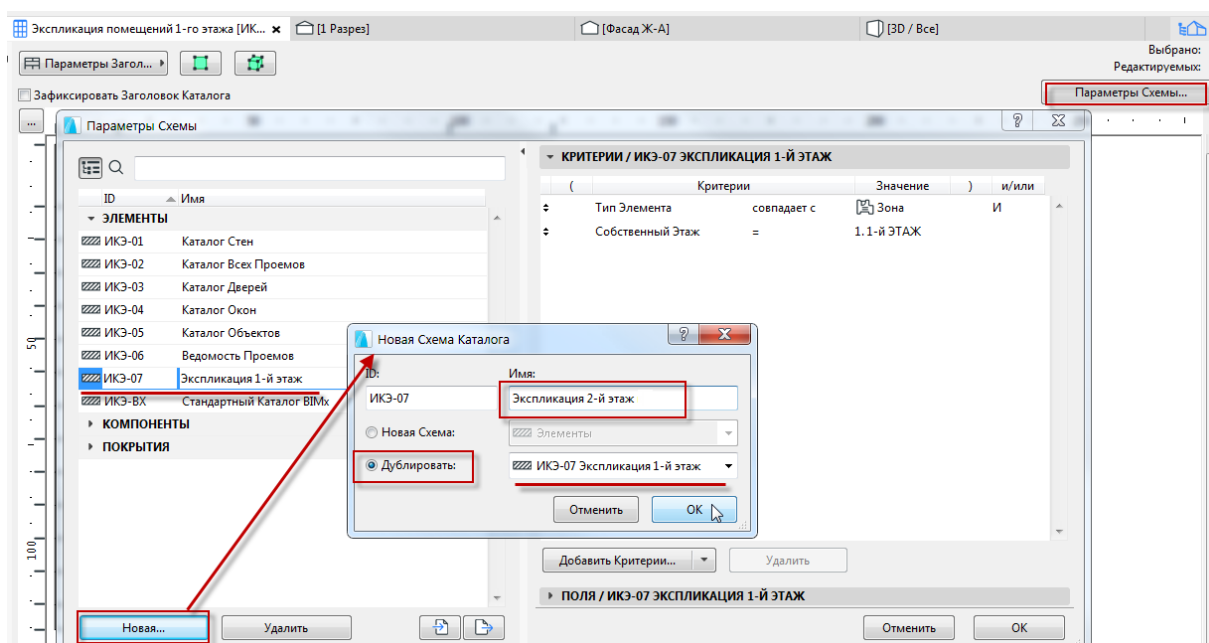 Экспликация помещений 1-го этажа [ИК... [1 Разрез] [Фасад Ж-А] [3D / Все]
Выбрано:
Параметры Загол... Редактируемых:
Зафиксировать Заголовок Каталога Параметры Схемы...
... Параметры Схемы
КРИТЕРИИ / ИКЭ-07 ЭКСПЛИКАЦИЯ 1-Й ЭТАЖ
( Критерии Значение ) и/или
ID Имя
Тип Элемента совпадает с Зона И
ЭЛЕМЕНТЫ
Собственный Этаж = 1. 1-й ЭТАЖ
ИКЭ-01 Каталог Стен
ИКЭ-02 Каталог Всех Проемов
ИКЭ-03 Каталог Дверей
ИКЭ-04 Каталог Окон
ИКЭ-05 Каталог Объектов
ИКЭ-06 Ведомость Проемов
ИКЭ-07 Экспликация 1-й этаж
ИКЭ-BX Стандартный Каталог BIMx
КОМПОНЕНТЫ
ПОКРЫТИЯ
Новая Схема Каталога
ID: Имя:
ИКЭ-07 Экспликация 2-й этаж
Новая Схема: Элементы
Дублировать: ИКЭ-07 Экспликация 1-й этаж
Отменить OK
50
100
Добавить Критерии... Удалить
ПОЛЯ / ИКЭ-07 ЭКСПЛИКАЦИЯ 1-Й ЭТАЖ
Новая... Удалить Отменить OK